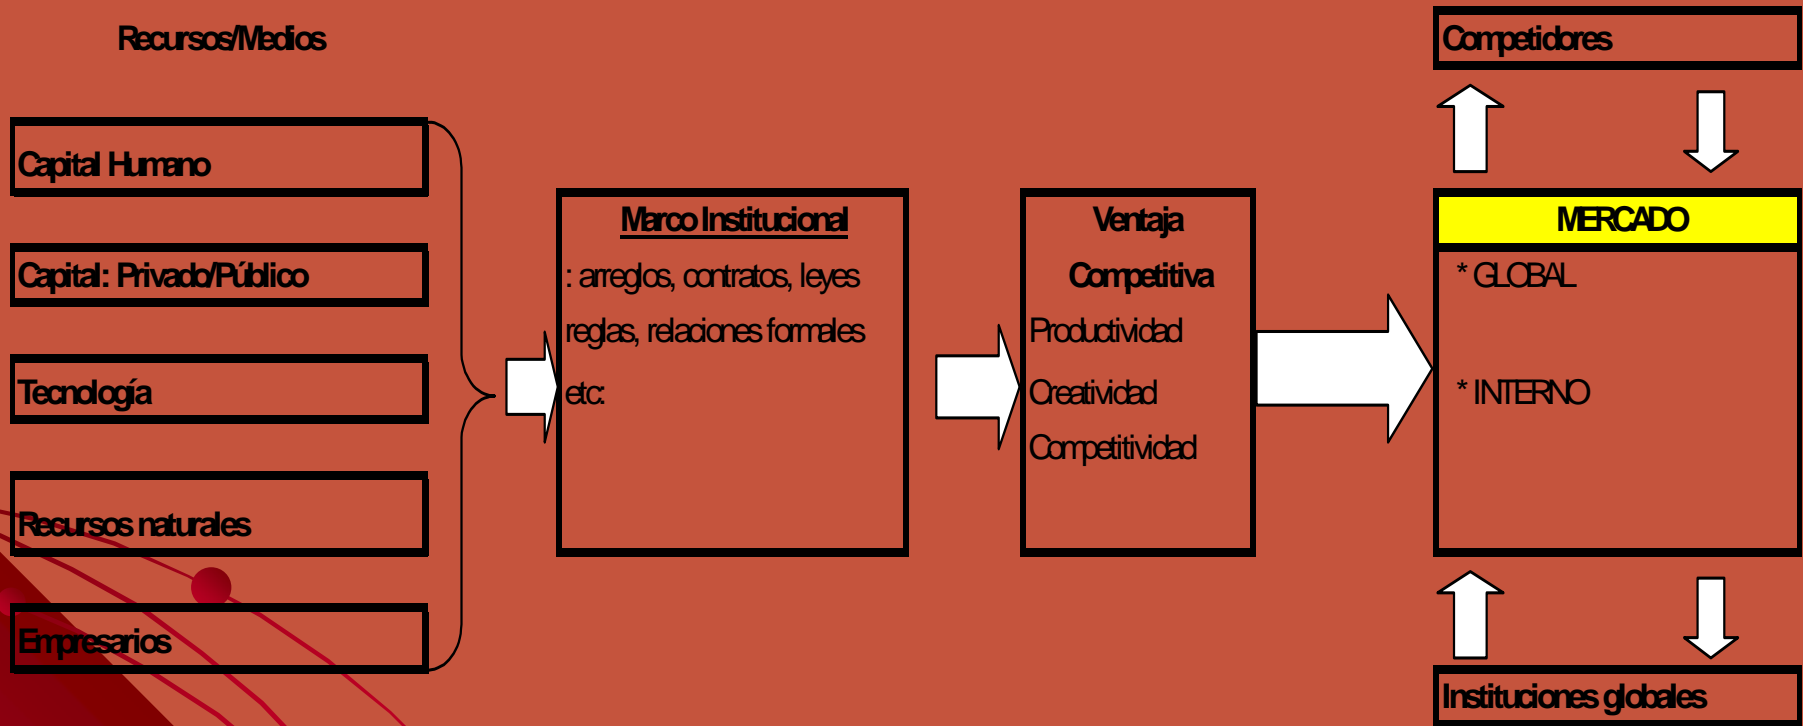 Recursos/Medios
Capital Humano
Capital: Privado/Público
Tecnología
Recursos naturales
Empresarios
Marco Institucional
: arreglos, contratos, leyes
reglas, relaciones formales
etc:
Ventaja
Competitiva
Productividad
Creatividad
Competitividad
Competidores
MERCADO
* GLOBAL
* INTERNO
Instituciones globales